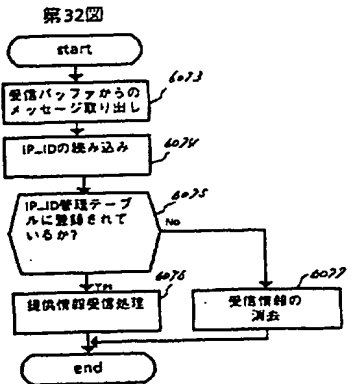 第32図
start
6073
受信バッファからの
メッセージ取り出し
6074
IP_IDの読み込み
6075
IP_ID管理テーブ
ルに登録されて
いるか?
No
Yes
6076
提供情報受信処理
6077
受信情報の
消去
end